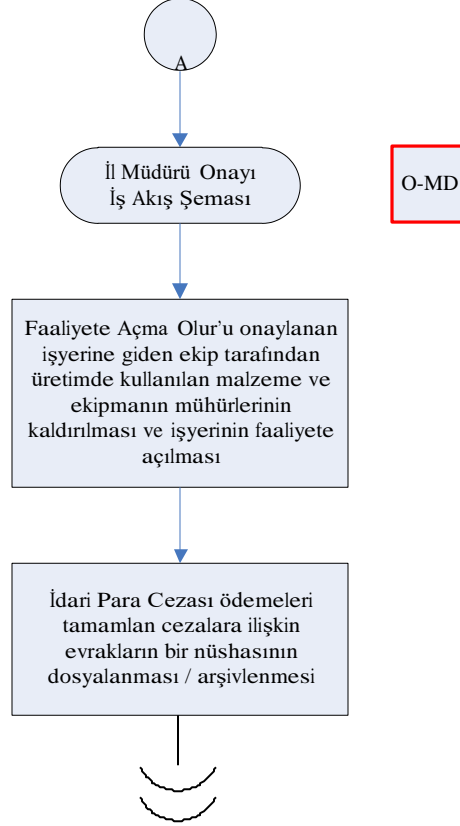 A
İl Müdürü Onayı
İş Akış Şeması
O-MD
Faaliyete Açma Olur'u onaylanan
işyerine giden ekip tarafından
üretimde kullanılan malzeme ve
ekipmanın mühürlerinin
kaldırılması ve işyerinin faaliyete
açılması
İdari Para Cezası ödemeleri
tamamlan cezalara ilişkin
evrakların bir nüshasının
dosyalanması / arşivlenmesi